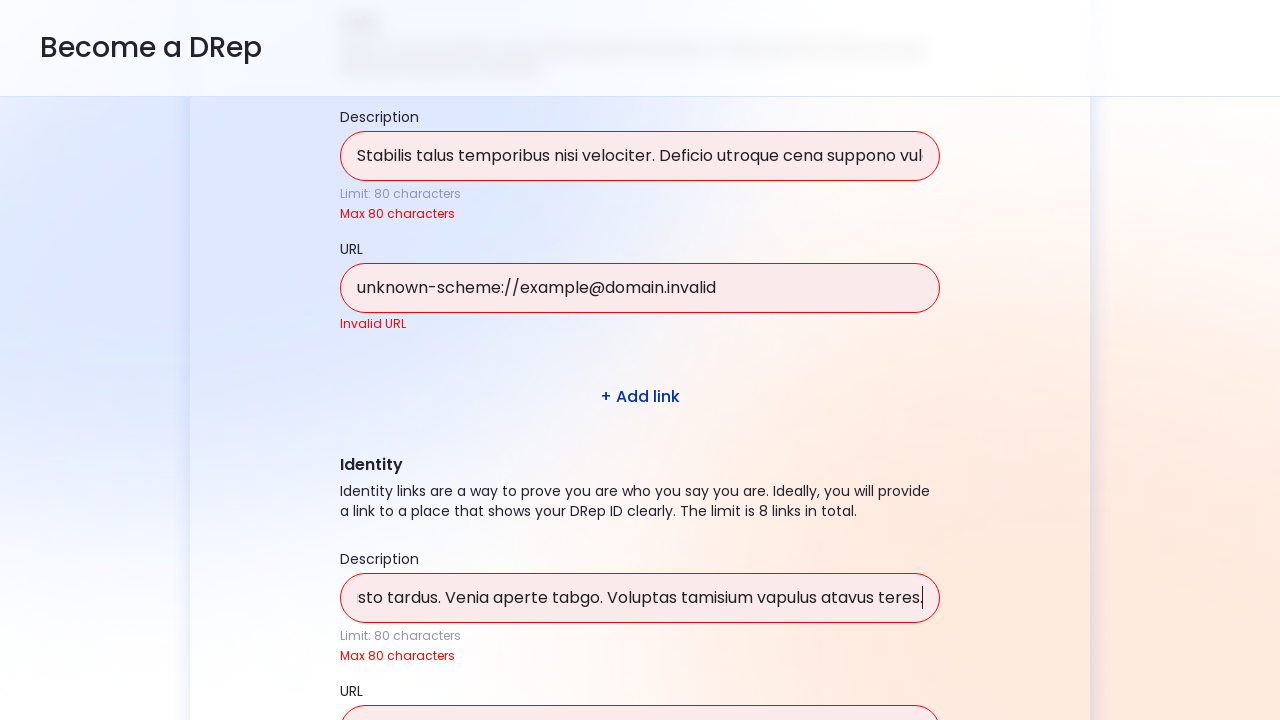 Become a DRep
Description
Stabilis talus temporibus nisi velociter. Deficio utroque cena suppono vul
Limit: 80 characters
Max 80 characters
URL
unknown-scheme://example@domain.invalid
Invalid URL
+ Add link
Identity
Identity links are a way to prove you are who you say you are. Ideally, you will provide
a link to a place that shows your DRep ID clearly. The limit is 8 links in total.
Description
sto tardus. Venia aperte tabgo. Voluptas tamisium vapulus atavus teres.
Limit: 80 characters
Max 80 characters
URL